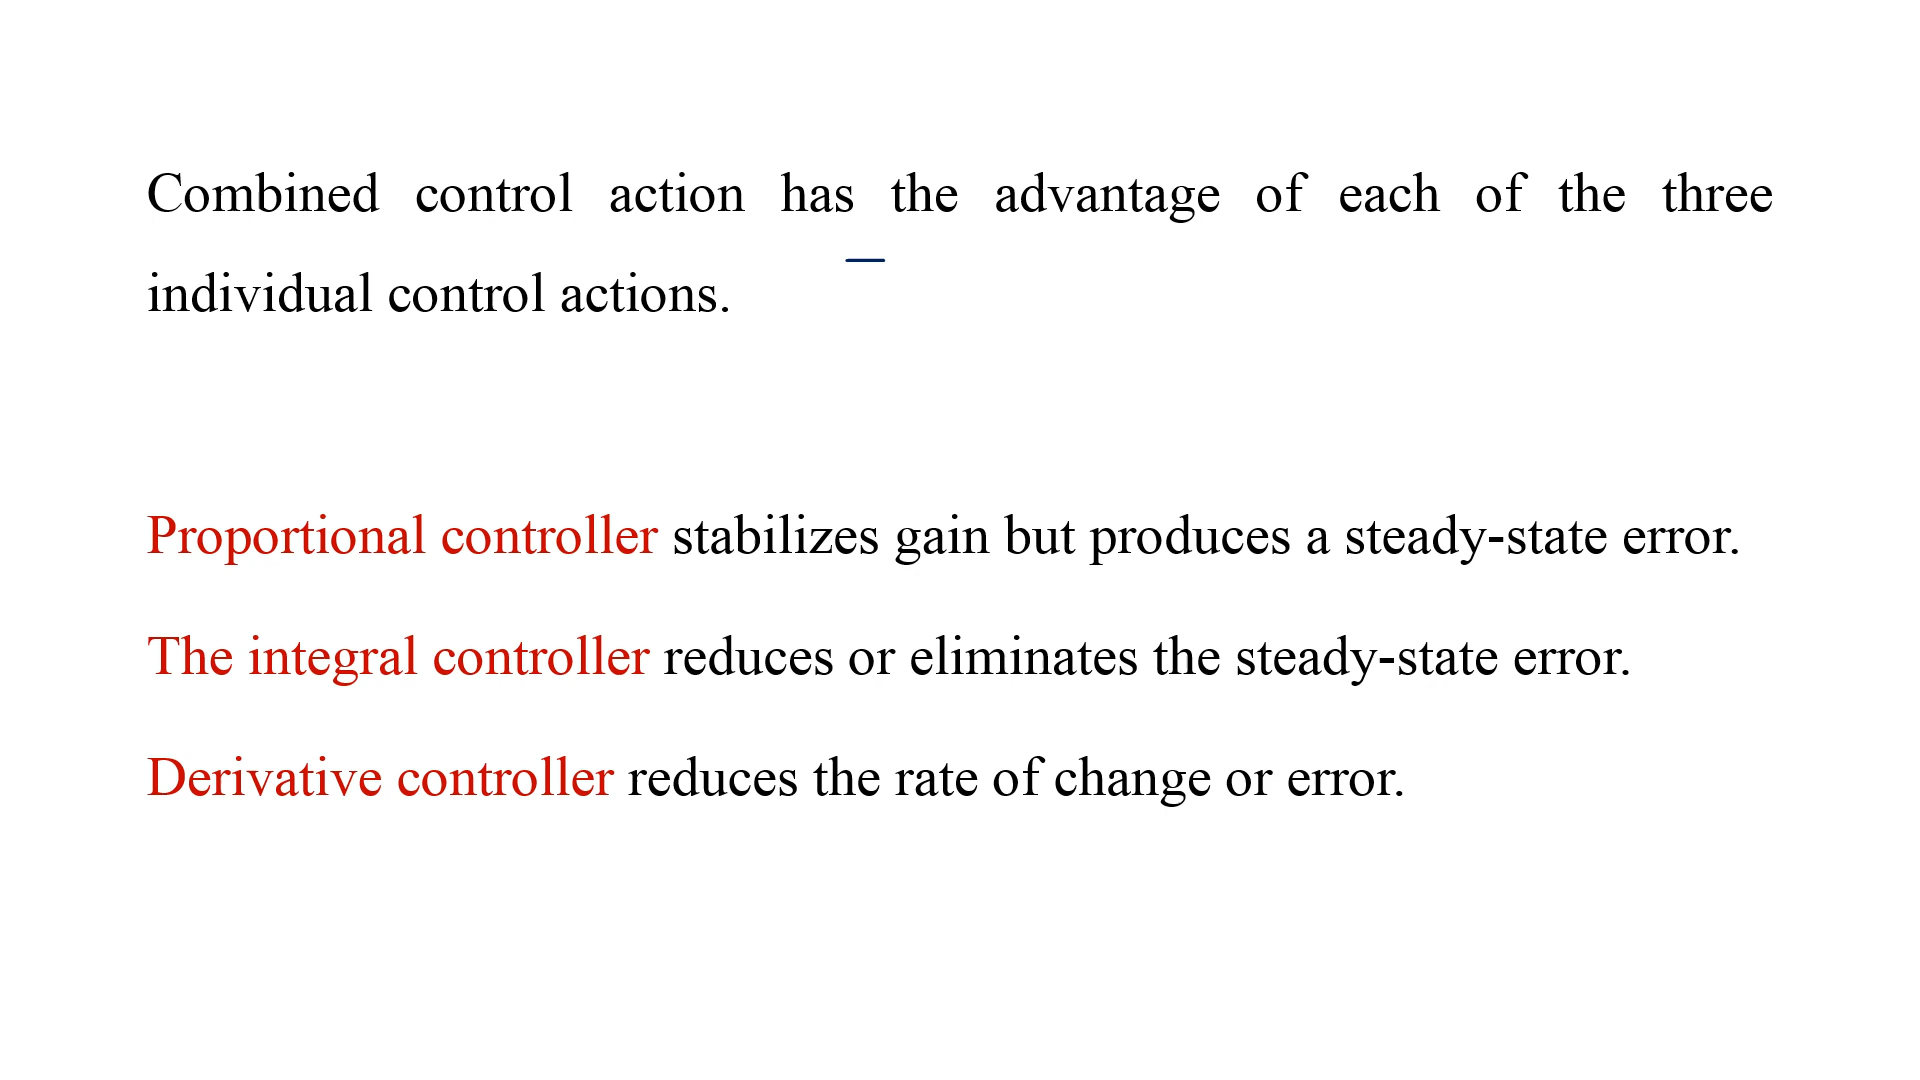 Combined control action has the advantage of each of the three
individual control actions.
Proportional controller stabilizes gain but produces a steady-state error.
The integral controller reduces or eliminates the steady-state error.
Derivative controller reduces the rate of change or error.